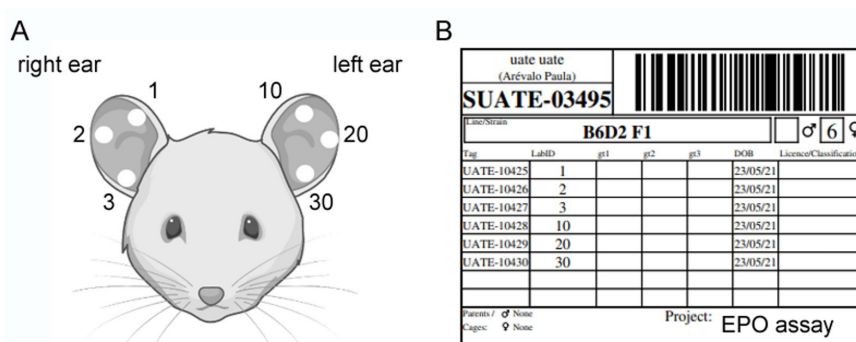 A
right ear
left ear
1
10
2
20
3
30
B
uate uate
(Arévalo Paula)
SUATE-03495
Line/Strain
B6D2 F1
♂ 6 ♀
Tag LabID gt1 gt2 gt3 DOB Licence/Classificatio
UATE-10425 1 23/05/21
UATE-10426 2 23/05/21
UATE-10427 3 23/05/21
UATE-10428 10 23/05/21
UATE-10429 20 23/05/21
UATE-10430 30 23/05/21
Parents / ♂ None
Cages: ♀ None
Project: EPO assay